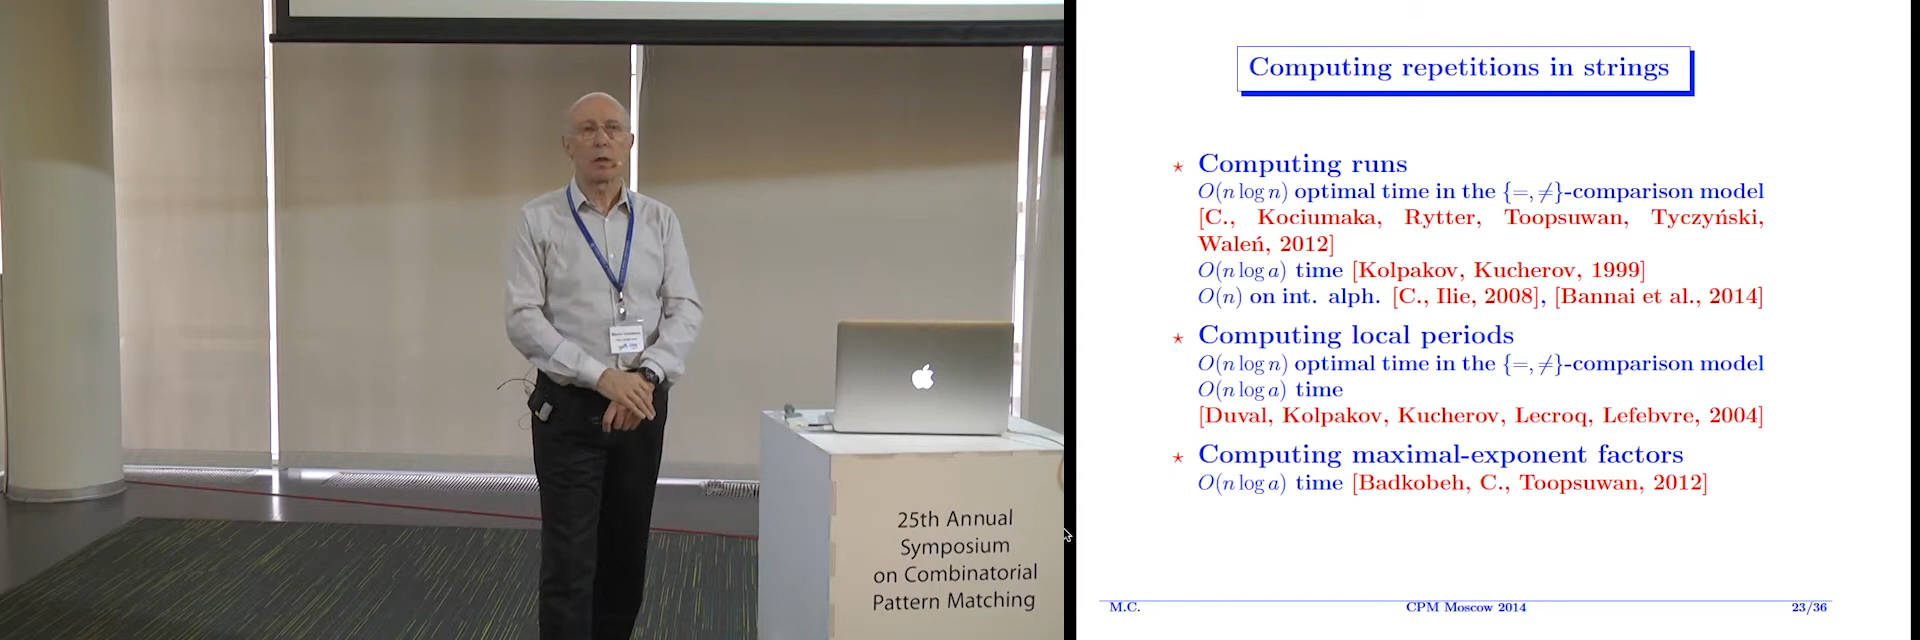 25th Annual
Symposium
on Combinatorial
Pattern Matching
Computing repetitions in strings
⋆ Computing runs
O(n log n) optimal time in the {=, ≠}-comparison model
[C., Kociumaka, Rytter, Toopsuwan, Tyczyński,
Waleń, 2012]
O(n log a) time [Kolpakov, Kucherov, 1999]
O(n) on int. alph. [C., Ilie, 2008], [Bannai et al., 2014]
⋆ Computing local periods
O(n log n) optimal time in the {=, ≠}-comparison model
O(n log a) time
[Duval, Kolpakov, Kucherov, Lecroq, Lefebvre, 2004]
⋆ Computing maximal-exponent factors
O(n log a) time [Badkobeh, C., Toopsuwan, 2012]
M.C. CPM Moscow 2014 23/36